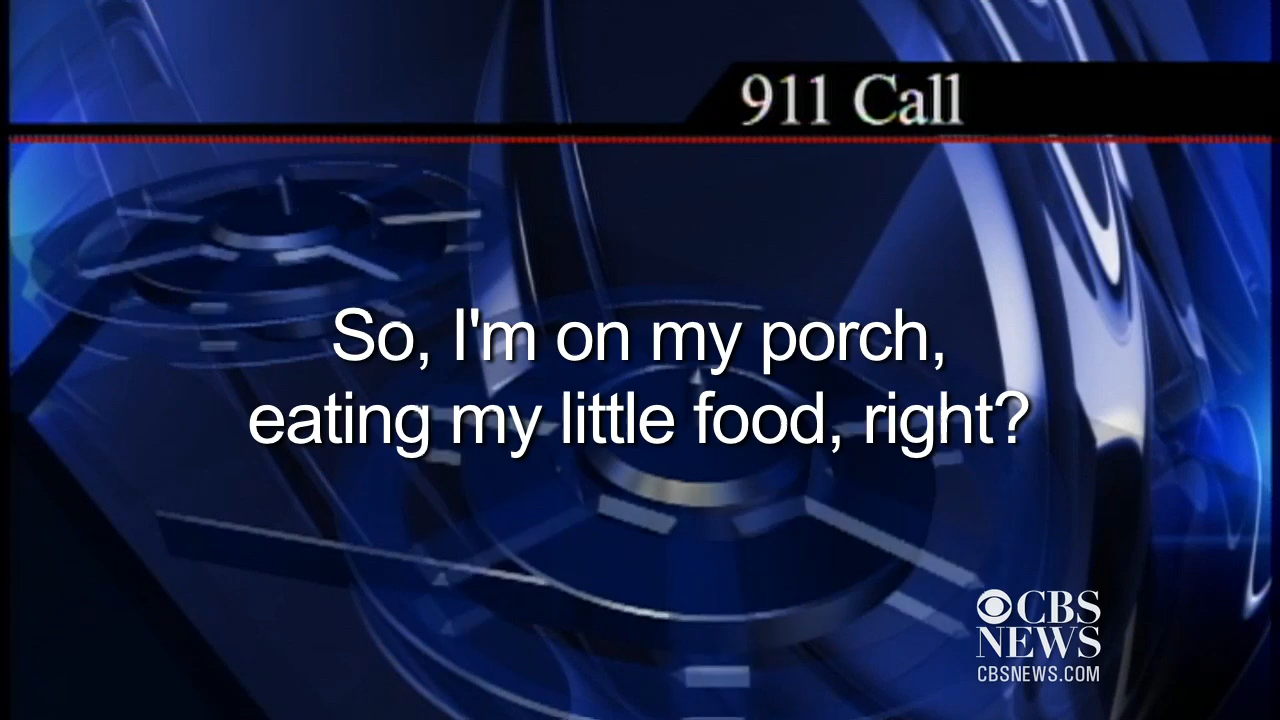 911 Call
So, I'm on my porch,
eating my little food, right?
CBS
NEWS
CBSNEWS.COM